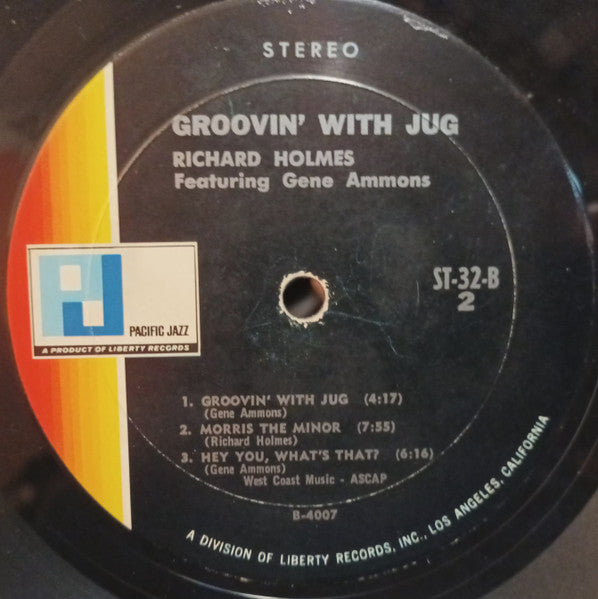 STEREO
GROOVIN' WITH JUG
RICHARD HOLMES
Featuring Gene Ammons
ST-32-B
2
PJ
PACIFIC JAZZ
A PRODUCT OF LIBERTY RECORDS
1. GROOVIN' WITH JUG (4:17)
(Gene Ammons)
2. MORRIS THE MINOR (7:55)
(Richard Holmes)
3. HEY YOU, WHAT'S THAT? (6:16)
(Gene Ammons)
West Coast Music - ASCAP
B-4007
A DIVISION OF LIBERTY RECORDS, INC., LOS ANGELES, CALIFORNIA